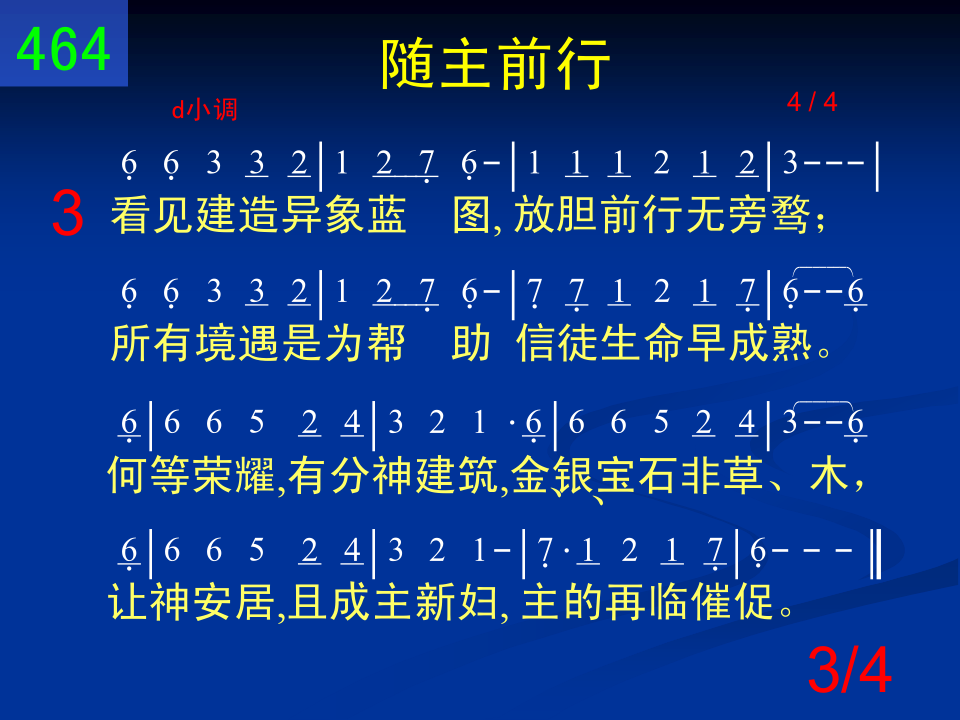 464
随主前行
d小调
4 / 4
6̣ 6̣ 3 3 2 | 1 2 7̣ 6̣ - | 1 1 1 2 1 2 | 3 - - - |
3
看见建造异象蓝 图, 放胆前行无旁骛；
6̣ 6̣ 3 3 2 | 1 2 7̣ 6̣ - | 7̣ 7̣ 1 2 1 7̣ | 6̣ - - 6̣
所有境遇是为帮 助 信徒生命早成熟。
6̣ | 6 6 5 2 4 | 3 2 1 · 6̣ | 6 6 5 2 4 | 3 - - 6̣
何等荣耀,有分神建筑,金、银、宝石非草、木，
6̣ | 6 6 5 2 4 | 3 2 1 - | 7̣ · 1 2 1 7̣ | 6̣ - - - ‖
让神安居,且成主新妇, 主的再临催促。
3/4